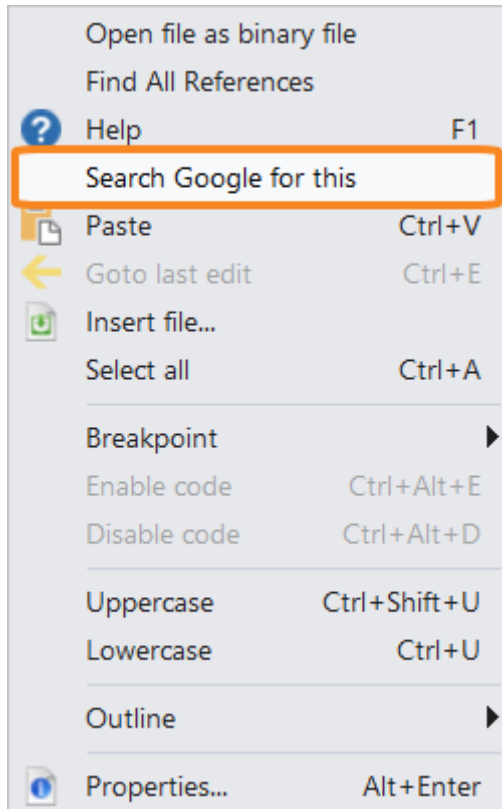 Open file as binary file
Find All References
? Help F1
Search Google for this
Paste Ctrl+V
Goto last edit Ctrl+E
Insert file...
Select all Ctrl+A
Breakpoint
Enable code Ctrl+Alt+E
Disable code Ctrl+Alt+D
Uppercase Ctrl+Shift+U
Lowercase Ctrl+U
Outline
Properties... Alt+Enter